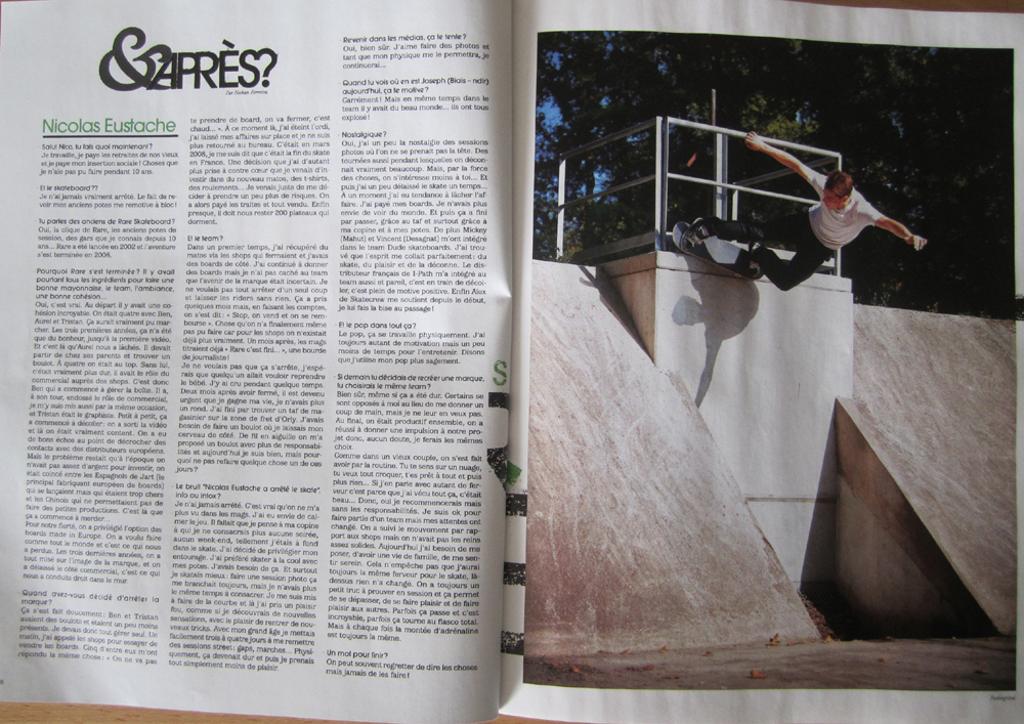 & APRÈS?
Nicolas Eustache
Salut Nico, tu fais quoi maintenant?
Je travaille, je paye les retraites de nos vieux
et je paye mon insertion sociale! Choses que
je n'ais pas pu faire pendant 10 ans.
Et le skateboard??
Je n'ai jamais vraiment arrêté. Le fait de re-
voir mes anciens potes me remotive à bloc!
Tu parles des anciens de Rare Skateboard?
Oui, la clique de Rare, les anciens potes de
session, des gars que je connais depuis 10
ans... Rare a été lancée en 2002 et l'aventure
s'est terminée en 2008.
Pourquoi Rare s'est terminée? Il y avait
pourtant tous les ingrédients pour faire une
bonne mayonnaise, le team, l'ambiance,
une bonne cohésion...
Oui, c'est vrai. Au départ il y avait une co-
hésion incroyable. On était quatre avec Ben,
Aurel et Tristan. Ça aurait vraiment pu mar-
cher. Les trois premières années, ça n'a été
que du bonheur, jusqu'à la première vidéo.
Et c'est là qu'Aurel nous a lâchés. Il devait
partir de chez ses parents et trouver un
boulot. À quatre on était au top. Sans lui,
c'était vraiment plus dur, il avait le rôle du
commercial auprès des shops. C'est donc
Ben qui a commencé à gérer la boîte. Il a,
à son tour, endossé le rôle de commercial,
je m'y suis mis aussi par la même occasion,
et Tristan était le graphiste. Petit à petit, ça
a commencé à décoller: on a sorti la vidéo
et là on était vraiment content. On a eu
de bons échos au point de décrocher des
contacts avec des distributeurs européens.
Mais le problème restait qu'à l'époque on
n'avait pas assez d'argent pour investir, on
était coincé entre les Espagnols de Jart (le
principal fabriquant européen de boards)
qui se lançaient mais qui étaient trop chers
et les Chinois qui ne permettaient pas de
faire des petites productions. C'est là que
ça a commencé à merder...
Pour notre fierté, on a privilégié l'option des
boards made in Europe. On a voulu faire
comme tout le monde et c'est ce qui nous
a perdus. Les trois dernières années, on a
tout mise sur l'image de la marque, et on
a délaissé le côté commercial, c'est ce qui
nous a conduits droit dans le mur.
Quand avez-vous décidé d'arrêter la
marque?
Ça s'est fait doucement: Ben et Tristan
avaient des boulots et étaient un peu moins
présents. Je devais donc tout gérer seul. Un
matin, j'ai appelé les shops pour essayer de
vendre les boards. Cinq d'entre eux m'ont
répondu la même chose: « On ne va pas
te prendre de board, on va fermer, c'est
chaud... ». À ce moment là, j'ai éteint l'ordi,
j'ai laissé mes affaires sur place et je ne suis
plus retourné au bureau. C'était en mars
2008, je me suis dit que c'était la fin du skate
en France. Une décision que j'ai d'autant
plus prise à contre cœur que je venais d'in-
vestir dans du nouveau matos, des t-shirts,
des roulements... Je venais juste de me dé-
cider à prendre un peu plus de risques. On
a alors payé les traites et tout vendu. Enfin
presque, il doit nous rester 200 plateaux qui
dorment.
Et le team?
Dans un premier temps, j'ai récupéré du
matos via les shops qui fermaient et j'avais
des boards de côté. J'ai continué à donner
des boards mais je n'ai pas caché au team
que l'avenir de la marque était incertain. Je
ne voulais pas tout arrêter d'un seul coup
et laisser les riders sans rien. Ça a pris
quelques mois mais, en faisant les comptes,
on s'est dit: « Stop, on vend et on se rem-
bourse ». Chose qu'on n'a finalement même
pas pu faire car pour les shops on n'existait
déjà plus vraiment. Un mois après, les mags
titraient déjà « Rare c'est fini... », une bourde
de journaliste!
Je ne voulais pas que ça s'arrête, j'espé-
rais que quelqu'un allait vouloir reprendre
le bébé. J'y ai cru pendant quelque temps.
Deux mois après avoir fermé, il est devenu
urgent que je gagne ma vie, je n'avais plus
un rond. J'ai fini par trouver un taf de ma-
gasinier sur la zone de fret d'Orly. J'avais
besoin de faire un boulot où je laissais mon
cerveau de côté. De fil en aiguille on m'a
proposé un boulot avec plus de responsabi-
lités et aujourd'hui je suis bien, mais pour-
quoi ne pas refaire quelque chose un de ces
jours?
Le bruit "Nicolas Eustache a arrêté le skate",
info ou intox?
Je n'ai jamais arrêté. C'est vrai qu'on ne m'a
plus vu dans les mags. J'ai eu envie de cal-
mer le jeu. Il fallait que je pense à ma copine
à qui je ne consacrais plus aucune soirée,
aucun week-end, tellement j'étais à fond
dans le skate. J'ai décidé de privilégier mon
entourage. J'ai préféré skater à la cool avec
mes potes. J'avais besoin de ça. Et surtout
je skatais mieux: faire une session photo ça
me branchait toujours, mais je n'avais plus
le même temps à consacrer. Je me suis mis
à faire de la courbe et là j'ai pris un plaisir
fou, comme si je découvrais de nouvelles
sensations, avec le plaisir de rentrer de nou-
veaux tricks. Avec mon grand âge je mettais
facilement trois à quatre jours à me remettre
des sessions street: gaps, marches... Physi-
quement, ça devenait dur et puis je prenais
tout simplement moins de plaisir.
Revenir dans les médias, ça te tente?
Oui, bien sûr. J'aime faire des photos et
tant que mon physique me le permettra, je
continuerai...
Quand tu vois où en est Joseph (Biais - ndlr)
aujourd'hui, ça te motive?
Carrément! Mais en même temps dans le
team il y avait du beau monde... ils ont tous
explosé!
Nostalgique?
Oui, j'ai un peu la nostalgie des sessions
photos où l'on ne se prenait pas la tête. Des
tournées aussi pendant lesquelles on décon-
nait vraiment beaucoup. Mais, par la force
des choses, on s'intéresse moins à toi... Et
puis j'ai un peu délaissé le skate un temps...
À un moment j'ai eu tendance à lâcher l'af-
faire. J'ai payé mes boards. Je n'avais plus
envie de voir du monde. Et puis ça a fini
par passer, grâce au taf et surtout grâce à
ma copine et à mes potes. De plus Mickey
(Mahut) et Vincent (Desagnat) m'ont intégré
dans le team Dude skateboards. J'ai adoré
que l'esprit me collait parfaitement: du
skate, du plaisir et de la déconne. Le dis-
tributeur français de I-Path m'a intégré au
team aussi et pareil, c'est en train de décol-
ler, c'est plein de motive positive. Enfin Alex
de Skatecrew me soutient depuis le début,
je lui fais la bise au passage!
Et le pop dans tout ça?
Le pop, ça se travaille physiquement. J'ai
toujours autant de motivation mais un peu
moins de temps pour l'entretenir. Disons
que j'utilise mon pop plus sagement.
Si demain tu décidais de recréer une marque,
tu choisirais le même team?
Bien sûr, même si ça a été dur. Certains se
sont opposés à moi au lieu de me donner un
coup de main, mais je ne leur en veux pas.
Au final, on était productif ensemble, on a
réussi à donner une impulsion à notre pro-
jet donc, aucun doute, je ferais les mêmes
choix.
Comme dans un vieux couple, on s'est fait
avoir par la routine. Tu te sens sur un nuage,
tu veux tout croquer, t'es prêt à tout et puis
plus rien... Si j'en parle avec autant de fer-
veur c'est parce que j'ai vécu tout ça, c'était
beau... Donc, oui je recommencerais mais
sans les responsabilités. Je suis ok pour
faire partie d'un team mais mes attentes ont
changé. On a suivi le mouvement par rap-
port aux shops mais on n'avait pas les reins
assez solides. Aujourd'hui j'ai besoin de me
poser, d'avoir une vie de famille, de me sen-
tir serein. Cela n'empêche pas que j'aurai
toujours la même ferveur pour le skate, là-
dessus rien n'a changé. On a toujours un
petit truc à prouver en session et ça permet
de se dépasser, de se faire plaisir et de faire
plaisir aux autres. Parfois ça passe et c'est
incroyable, parfois ça tourne au fiasco total.
Mais à chaque fois la montée d'adrénaline
est toujours la même.
Un mot pour finir?
On peut souvent regretter de dire les choses
mais jamais de les faire!
S